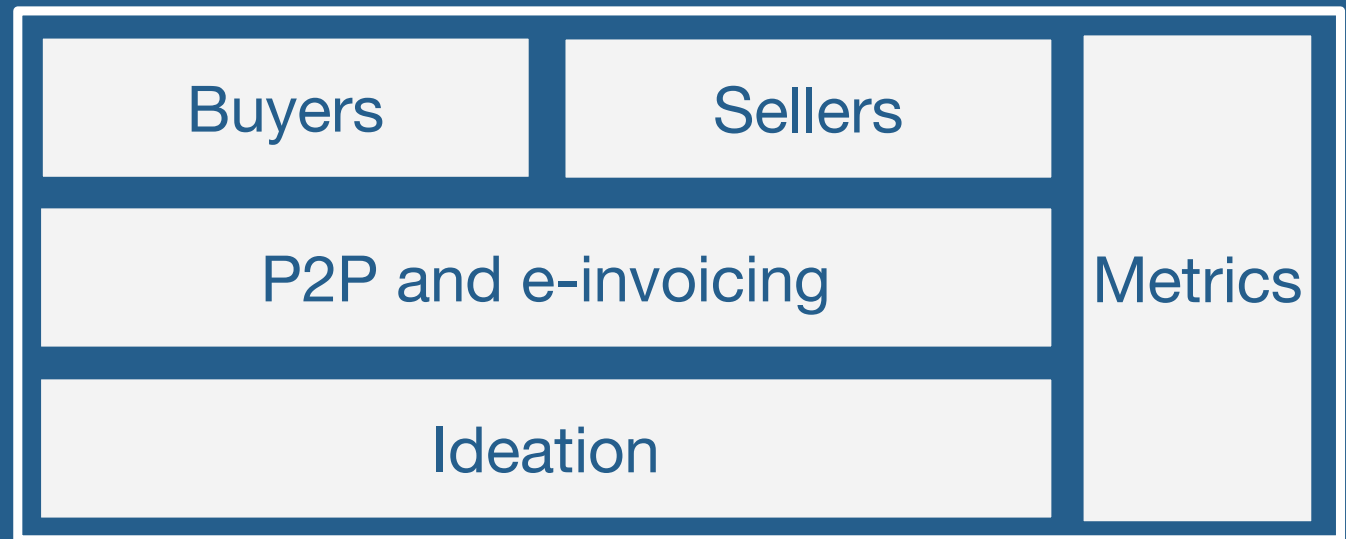 Buyers
Sellers
P2P and e-invoicing
Metrics
Ideation